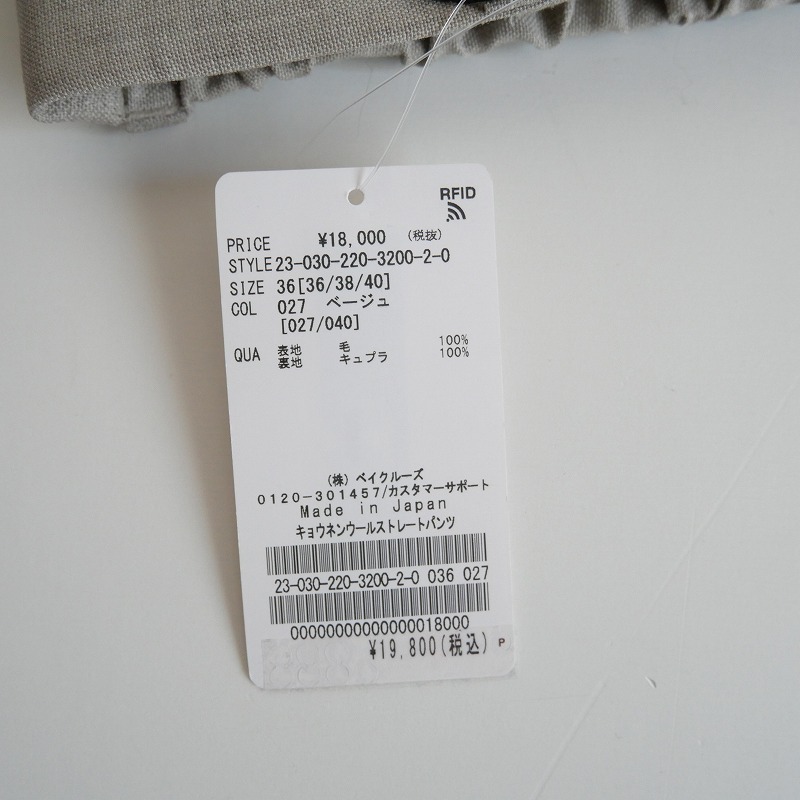 RFID
PRICE ¥18,000 (税抜)
STYLE 23-030-220-3200-2-0
SIZE 36[36/38/40]
COL 027 ベージュ
[027/040]
QUA 表地 毛 100%
裏地 キュプラ 100%
(株) ベイクルーズ
0120-301457/カスタマーサポート
Made in Japan
キョウネンウールストレートパンツ
23-030-220-3200-2-0 036 027
00000000000000018000
¥19,800(税込) P